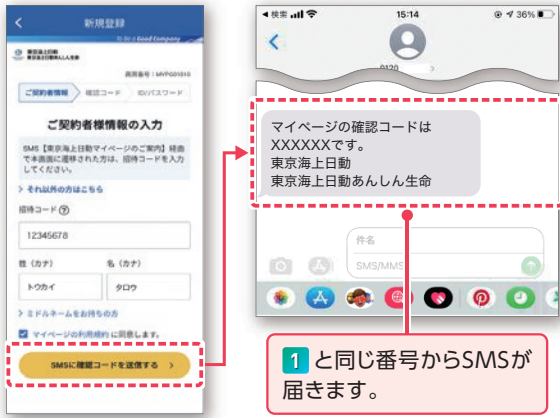 新規登録
To Be a Good Company
東京海上日動
東京海上日動あんしん生命
画面番号：MVPG01010
ご契約者情報
確認コード
ID/パスワード
ご契約者様情報の入力
SMS【東京海上日動マイページのご案内】経由
で本画面に遷移された方は、招待コードを入力
してください。
> それ以外の方はこちら
招待コード ?
12345678
姓（カナ）
名（カナ）
トウカイ
タロウ
> ミドルネームをお持ちの方
マイページの利用規約 に同意します。
SMSに確認コードを送信する >
検索
15:14
36%
0120
マイページの確認コードは
XXXXXXです。
東京海上日動
東京海上日動あんしん生命
件名
SMS/MMS
1 と同じ番号からSMSが
届きます。